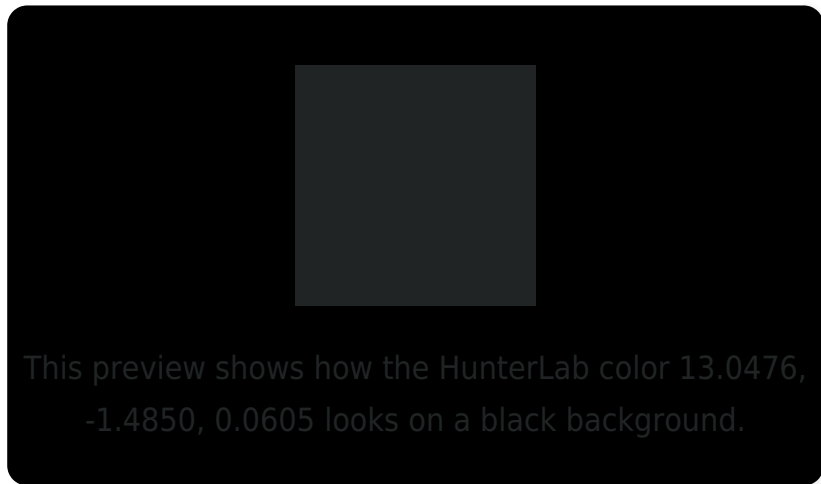 This preview shows how the HunterLab color 13.0476,
-1.4850, 0.0605 looks on a black background.